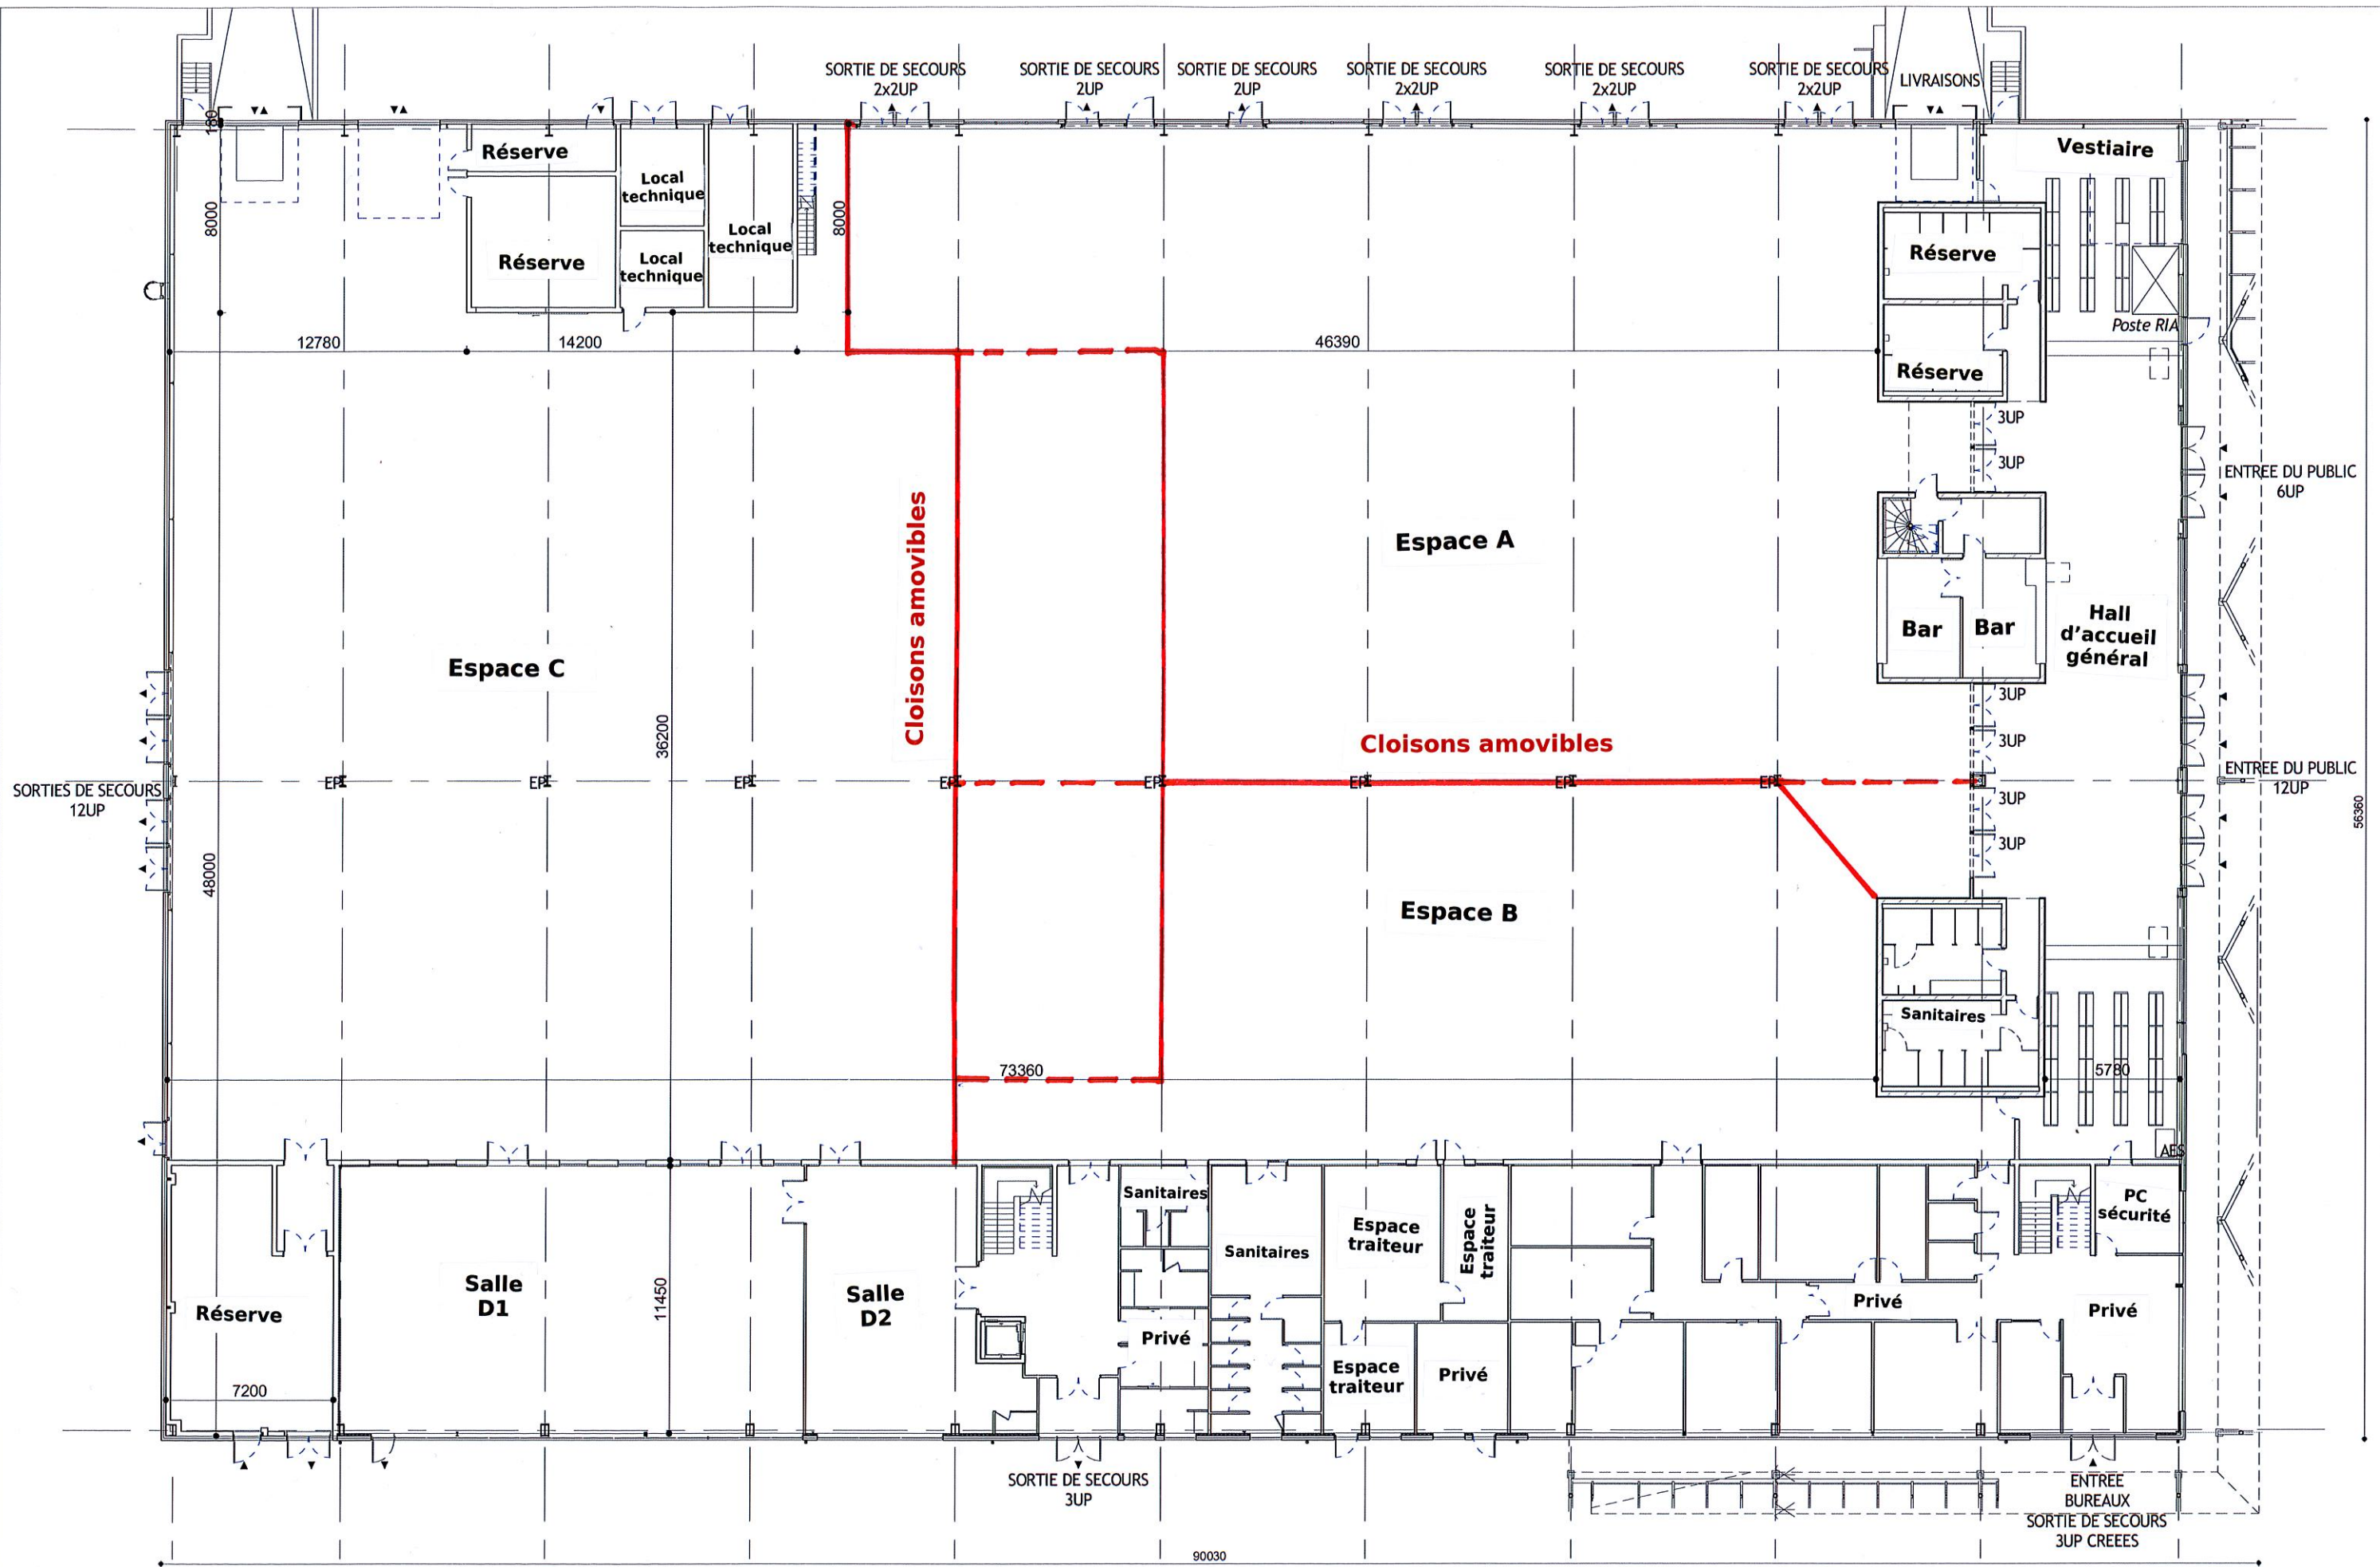 SORTIE DE SECOURS
2x2UP
SORTIE DE SECOURS
2UP
SORTIE DE SECOURS
2UP
SORTIE DE SECOURS
2x2UP
SORTIE DE SECOURS
2x2UP
SORTIE DE SECOURS
2x2UP
LIVRAISONS
180
8000
Réserve
Réserve
Local
technique
Local
technique
Local
technique
8000
Vestiaire
Réserve
Réserve
Poste RIA
12780
14200
46390
3UP
3UP
ENTREE DU PUBLIC
6UP
Cloisons amovibles
Espace A
Espace C
Bar
Bar
Hall
d'accueil
général
36200
3UP
3UP
Cloisons amovibles
SORTIES DE SECOURS
12UP
EP
EP
EP
EP
EP
EP
EP
EP
ENTREE DU PUBLIC
12UP
3UP
3UP
56360
48000
Espace B
Sanitaires
73360
5780
AES
Sanitaires
Sanitaires
Espace
traiteur
Espace
traiteur
PC
sécurité
Réserve
Salle
D1
11450
Salle
D2
Privé
Espace
traiteur
Privé
Privé
Privé
7200
SORTIE DE SECOURS
3UP
ENTREE
BUREAUX
SORTIE DE SECOURS
3UP CREEES
90030